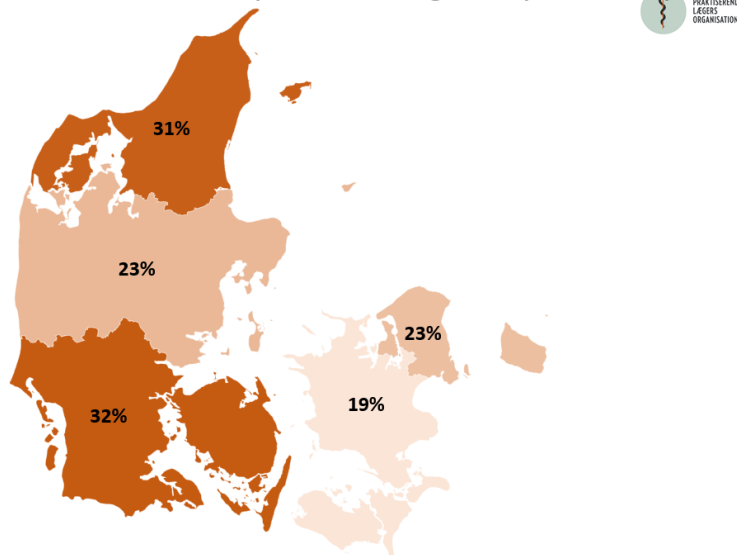 PRAKTISERENDE
LÆGERS
ORGANISATION
31%
23%
23%
19%
32%